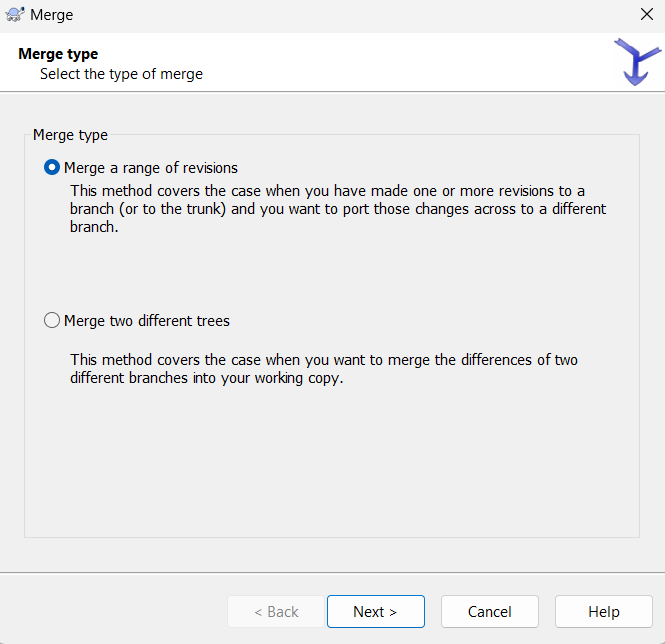 Merge
Merge type
Select the type of merge
Merge type
Merge a range of revisions
This method covers the case when you have made one or more revisions to a
branch (or to the trunk) and you want to port those changes across to a different
branch.
Merge two different trees
This method covers the case when you want to merge the differences of two
different branches into your working copy.
< Back
Next >
Cancel
Help